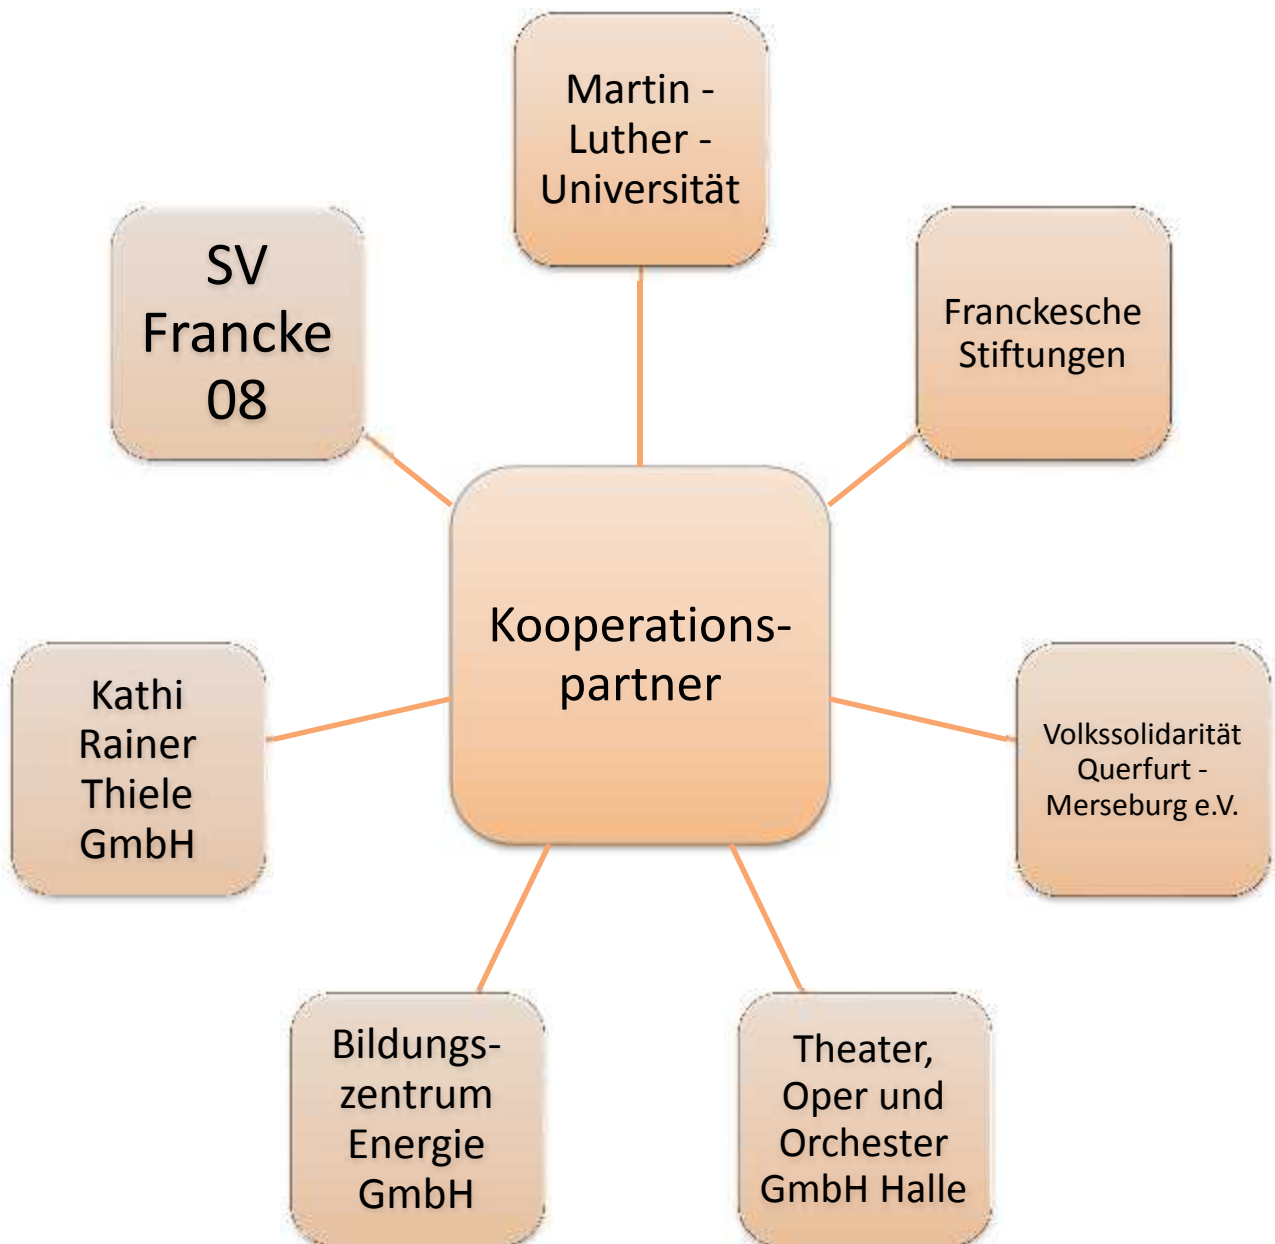 Martin -
Luther -
Universität
SV
Francke
08
Franckesche
Stiftungen
Kooperations-
partner
Kathi
Rainer
Thiele
GmbH
Volkssolidarität
Querfurt -
Merseburg e.V.
Bildungs-
zentrum
Energie
GmbH
Theater,
Oper und
Orchester
GmbH Halle